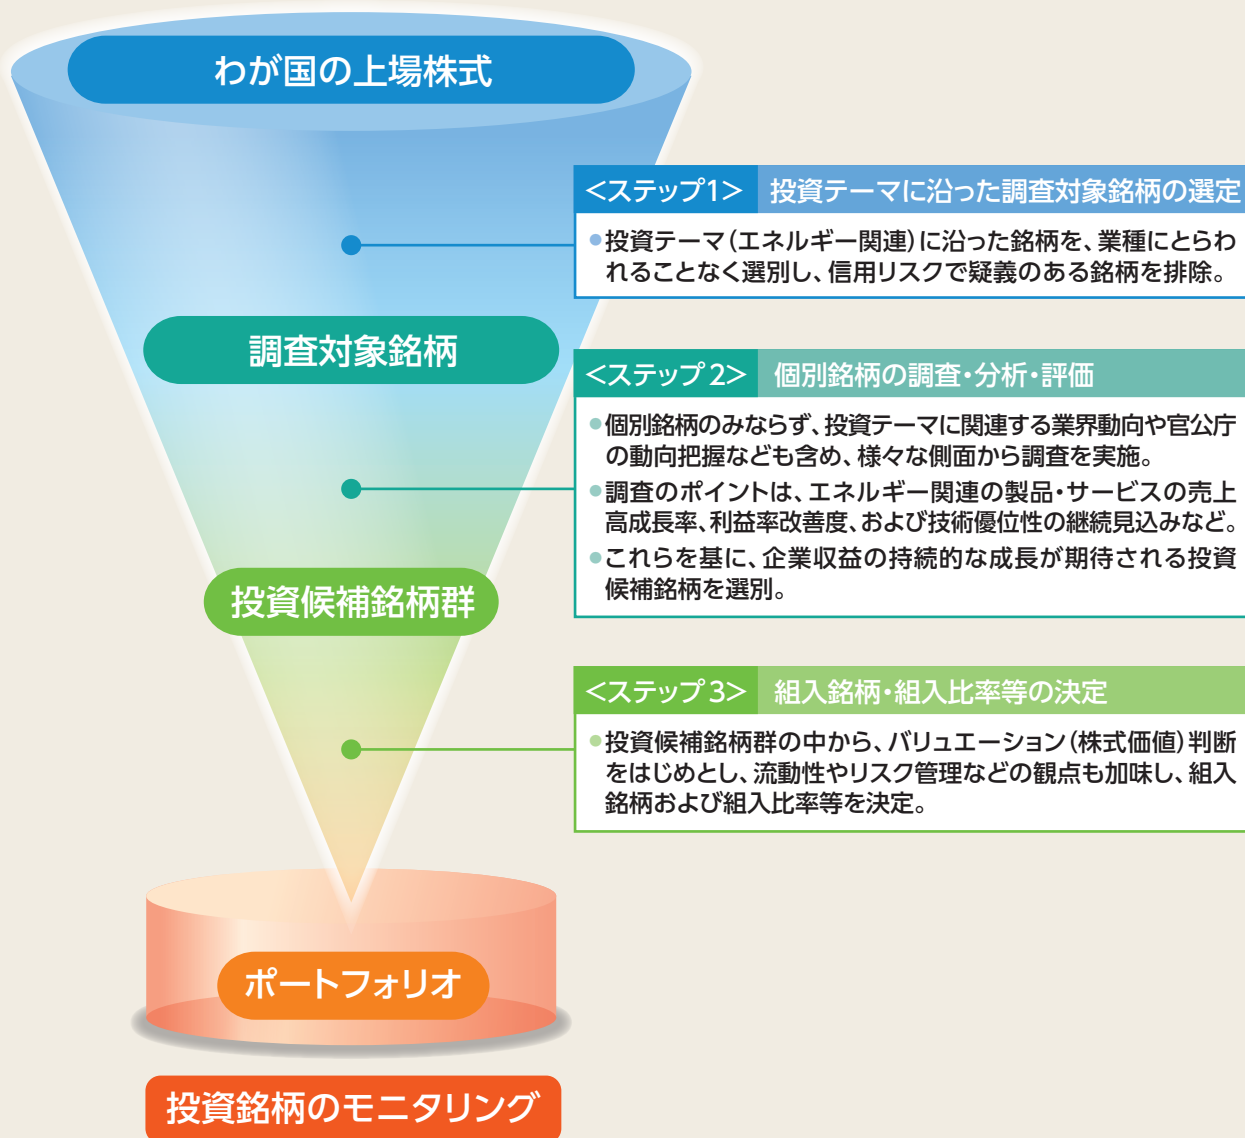 わが国の上場株式
<ステップ1> 投資テーマに沿った調査対象銘柄の選定
●投資テーマ(エネルギー関連)に沿った銘柄を、業種にとらわ
れることなく選別し、信用リスクで疑義のある銘柄を排除。
調査対象銘柄
<ステップ2> 個別銘柄の調査・分析・評価
●個別銘柄のみならず、投資テーマに関連する業界動向や官公庁
の動向把握なども含め、様々な側面から調査を実施。
●調査のポイントは、エネルギー関連の製品・サービスの売上
高成長率、利益率改善度、および技術優位性の継続見込みなど。
●これらを基に、企業収益の持続的な成長が期待される投資
候補銘柄を選別。
投資候補銘柄群
<ステップ3> 組入銘柄・組入比率等の決定
●投資候補銘柄群の中から、バリュエーション(株式価値)判断
をはじめとし、流動性やリスク管理などの観点も加味し、組入
銘柄および組入比率等を決定。
ポートフォリオ
投資銘柄のモニタリング